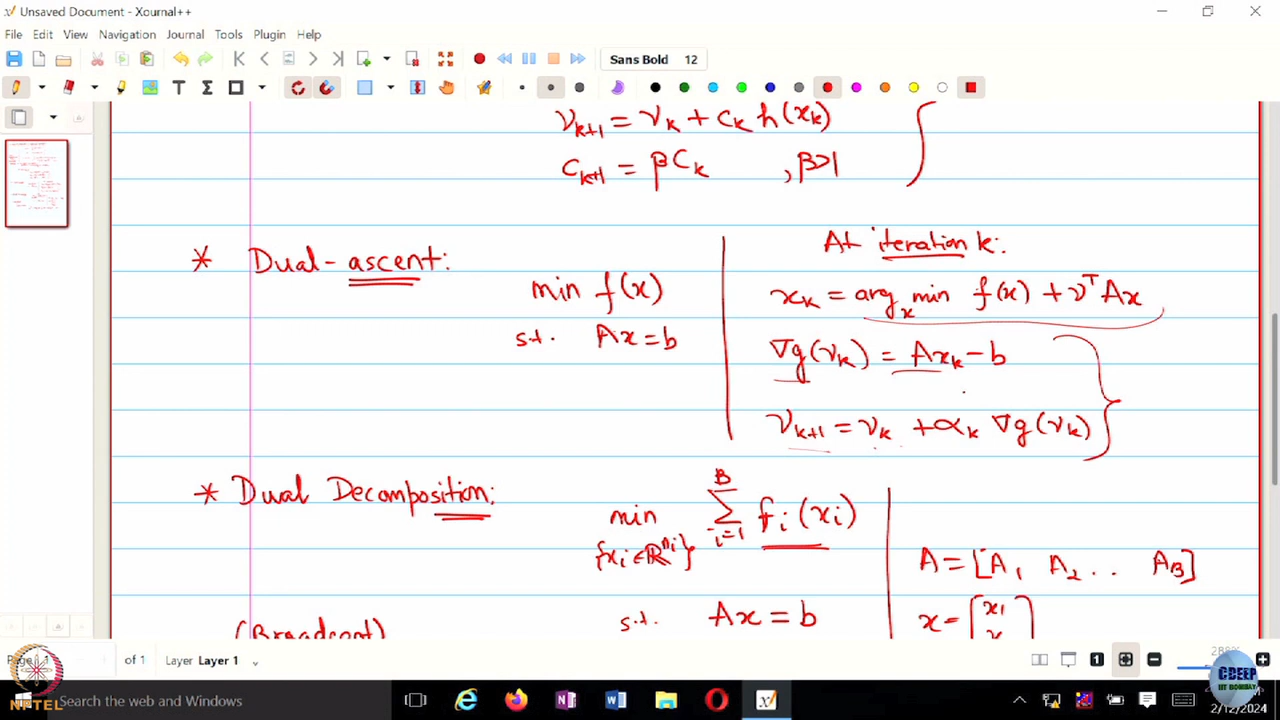 Unsaved Document - Xournal++
File Edit View Navigation Journal Tools Plugin Help
Sans Bold 12
ν_{k+1} = ν_k + c_k h(x_k)
c_{k+1} = β c_k , β>1
* Dual-ascent:
min f(x)
s.t. Ax = b
At iteration k:
x_k = arg min_x f(x) + ν^T Ax
∇g(ν_k) = Ax_k - b
ν_{k+1} = ν_k + α_k ∇g(ν_k)
* Dual Decomposition:
min_{{x_i ∈ ℝ^{n_i}}} Σ_{i=1}^{B} f_i(x_i)
s.t. Ax = b
A = [A_1 A_2 .. A_B]
x = [x_1
(Broadcast)
Page 1 of 1 Layer Layer 1
288%
Search the web and Windows
NPTEL
CDEEP
IIT BOMBAY
2/12/2024